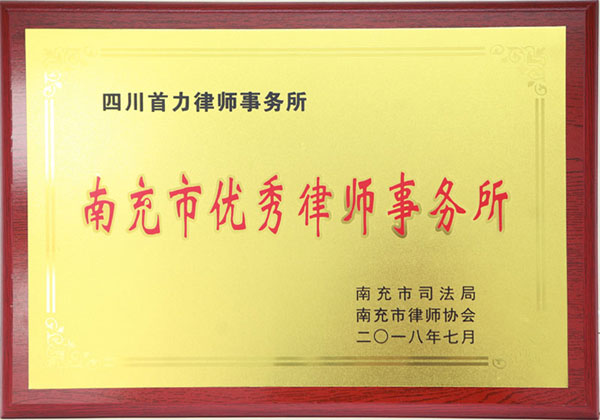 四川首力律师事务所
南充市优秀律师事务所
南充市司法局
南充市律师协会
二〇一八年七月